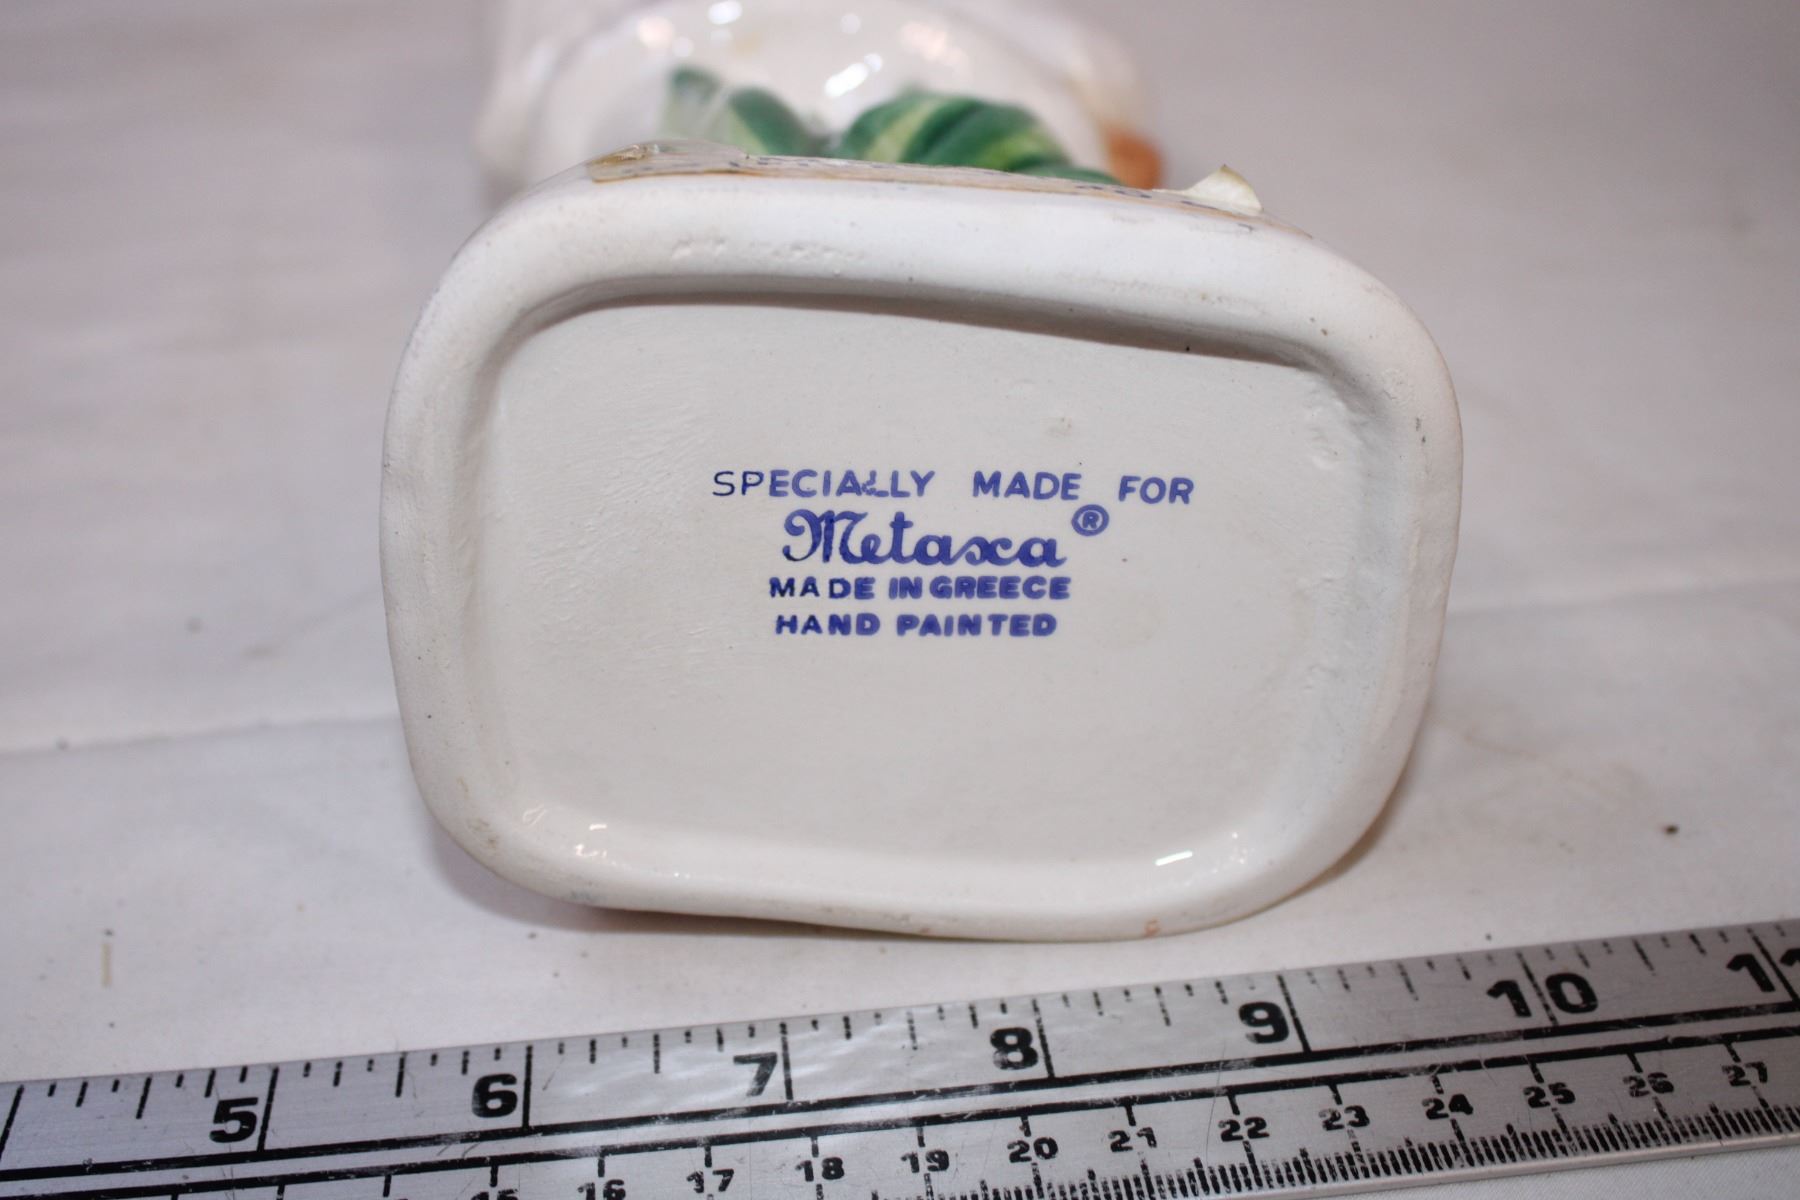 SPECIALLY MADE FOR
Metaxa®
MADE IN GREECE
HAND PAINTED
5 6 7 8 9 10 11
15 16 17 18 19 20 21 22 23 24 25 26 27